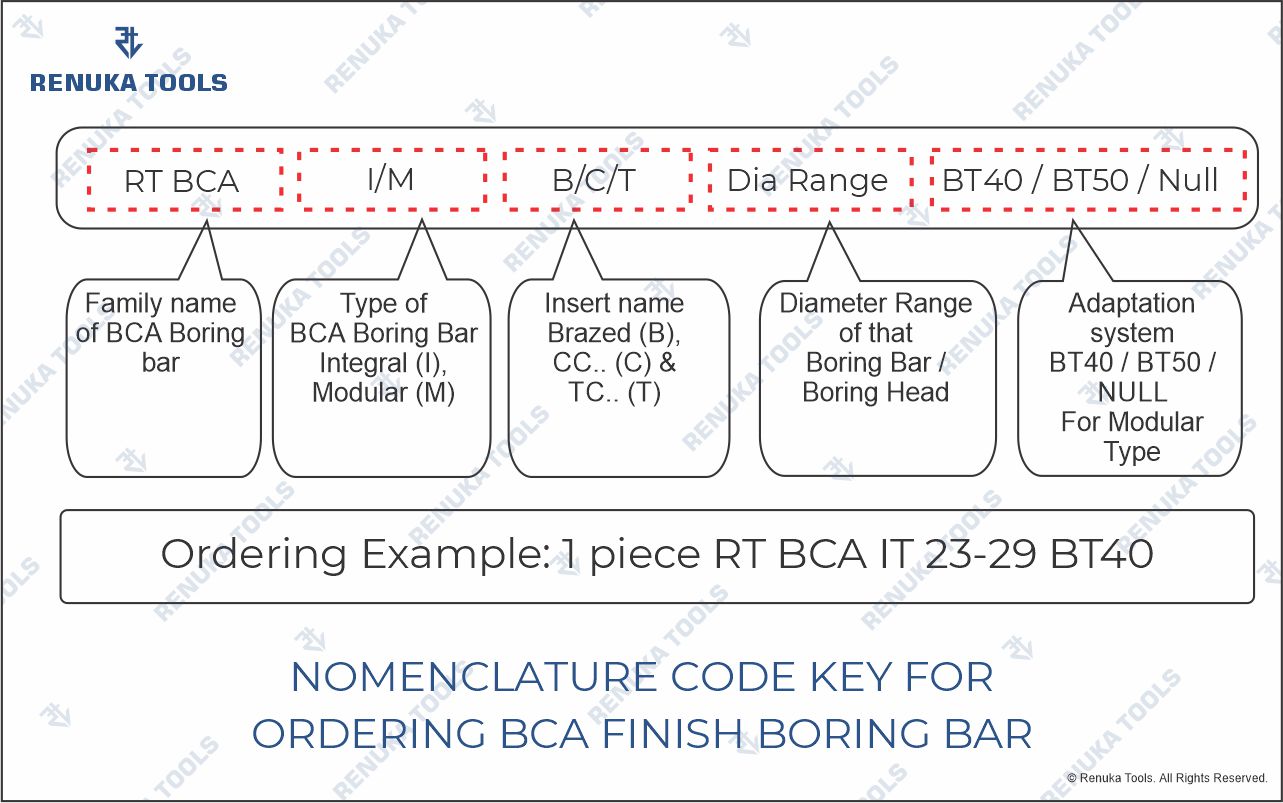 RENUKA TOOLS
RT BCA I/M B/C/T Dia Range BT40 / BT50 / Null
Family name
of BCA Boring
bar
Type of
BCA Boring Bar
Integral (I),
Modular (M)
Insert name
Brazed (B),
CC.. (C) &
TC.. (T)
Diameter Range
of that
Boring Bar /
Boring Head
Adaptation
system
BT40 / BT50 /
NULL
For Modular
Type
Ordering Example: 1 piece RT BCA IT 23-29 BT40
NOMENCLATURE CODE KEY FOR
ORDERING BCA FINISH BORING BAR
© Renuka Tools. All Rights Reserved.